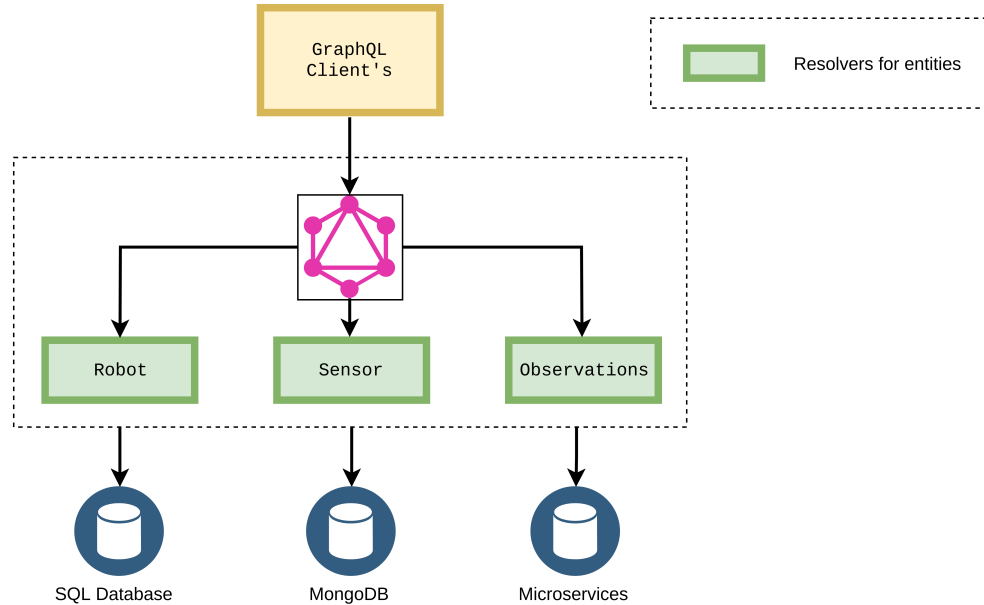 GraphQL
Client's
Resolvers for entities
Robot
Sensor
Observations
SQL Database
MongoDB
Microservices